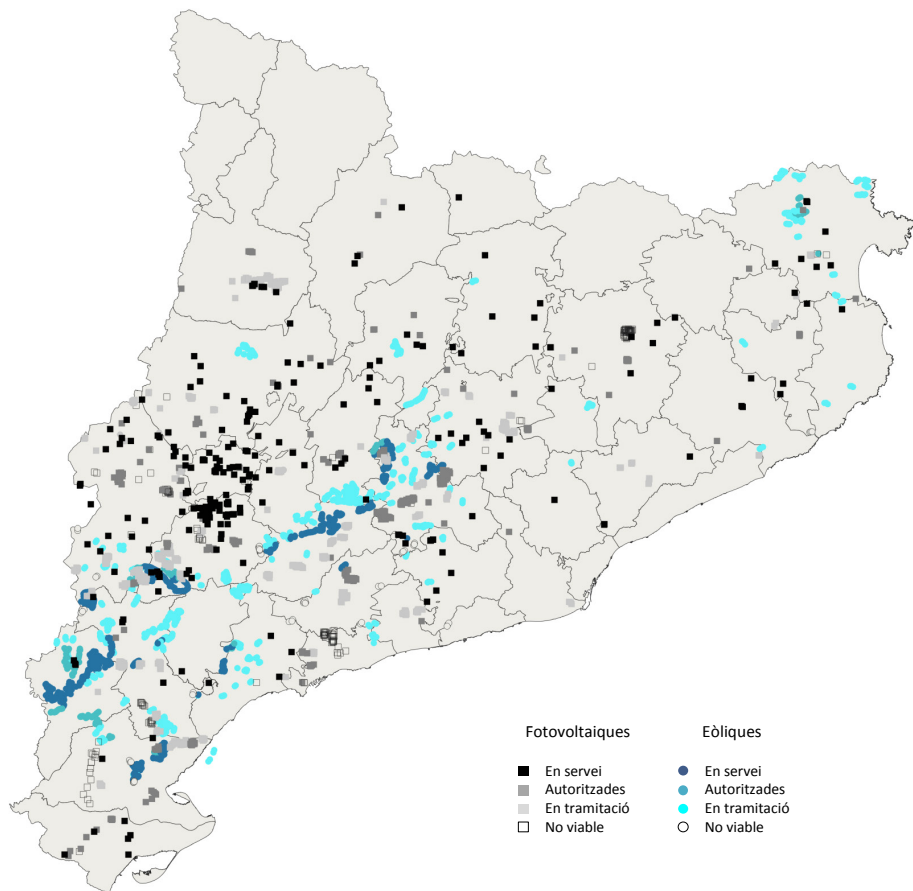 Fotovoltaiques Eòliques
En servei En servei
Autoritzades Autoritzades
En tramitació En tramitació
No viable No viable